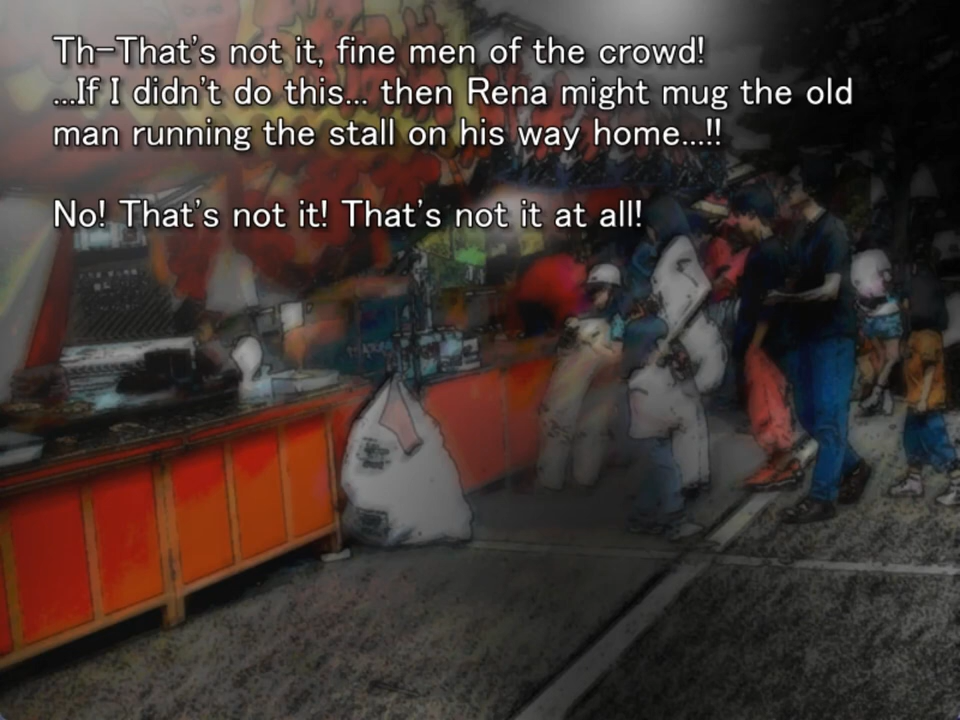 Th-That's not it, fine men of the crowd!
...If I didn't do this... then Rena might mug the old
man running the stall on his way home...!!
No! That's not it! That's not it at all!